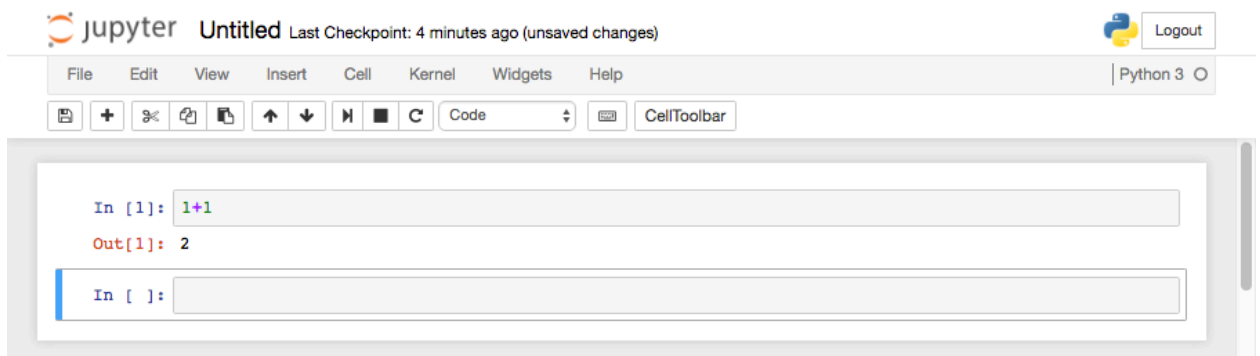 jupyter Untitled Last Checkpoint: 4 minutes ago (unsaved changes) Logout
File Edit View Insert Cell Kernel Widgets Help Python 3
Code CellToolbar
In [1]: 1+1
Out[1]: 2
In [ ]: